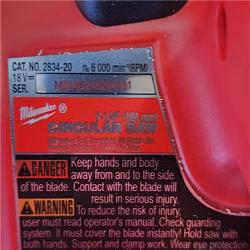 CAT. NO. 2834-20 n₀ 6 000 min⁻¹(RPM)
18 V⎓
SER.
Milwaukee®
CIRCULAR SAW
DANGER Keep hands and body
away from and to the side
of the blade. Contact with the blade will
result in serious injury.
WARNING To reduce the risk of injury,
user must read operator's manual. Check guarding
system. It must cover the blade instantly! Hold saw with
both hands. Support and clamp work. Wear eye protection